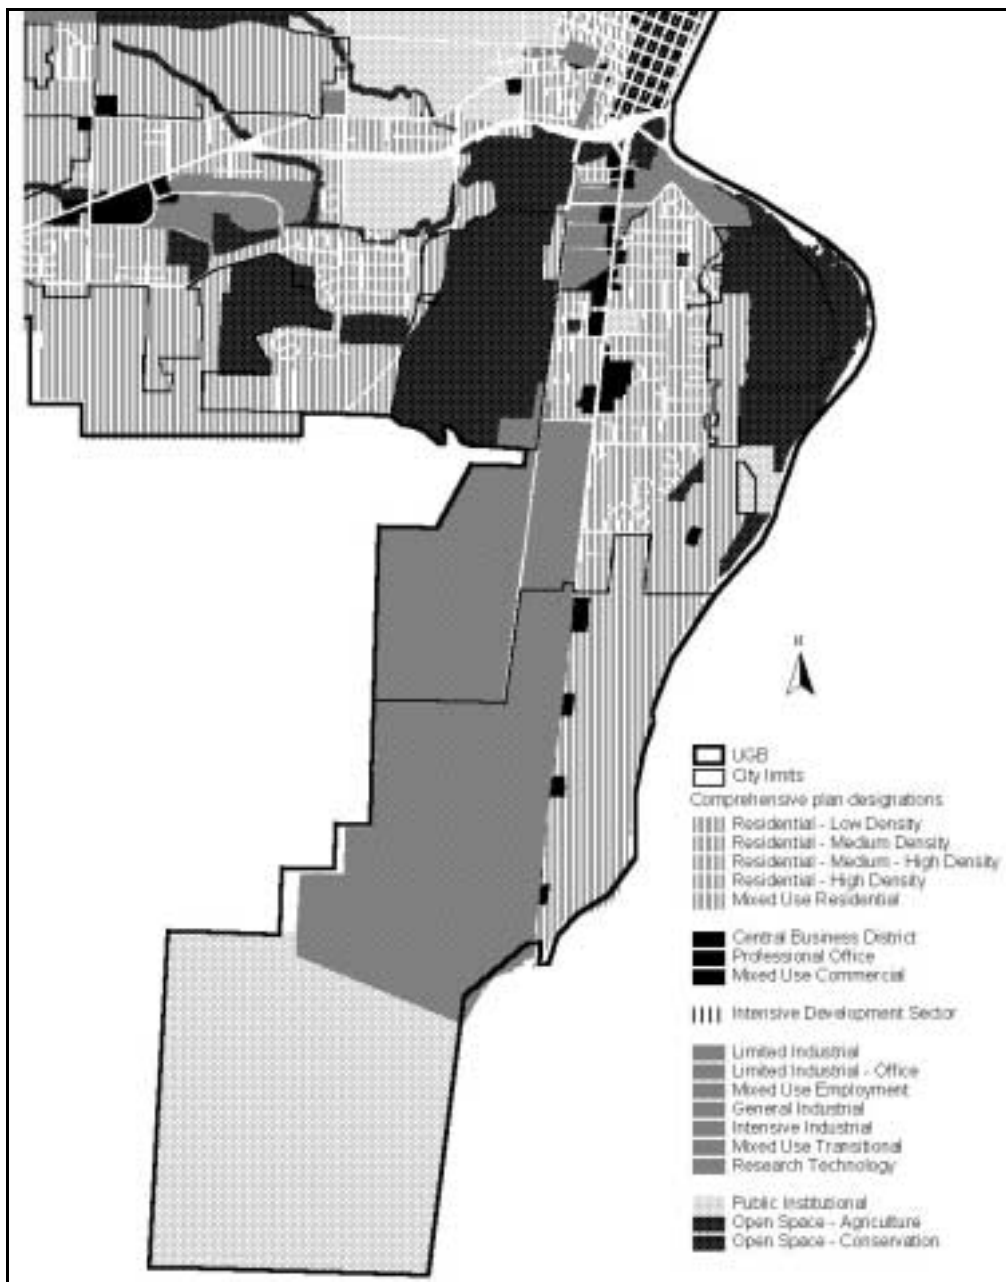 N
UGB
City limits
Comprehensive plan designations
Residential - Low Density
Residential - Medium Density
Residential - Medium - High Density
Residential - High Density
Mixed Use Residential
Central Business District
Professional Office
Mixed Use Commercial
Intensive Development Sector
Limited Industrial
Limited Industrial - Office
Mixed Use Employment
General Industrial
Intensive Industrial
Mixed Use Transitional
Research Technology
Public Institutional
Open Space - Agriculture
Open Space - Conservation